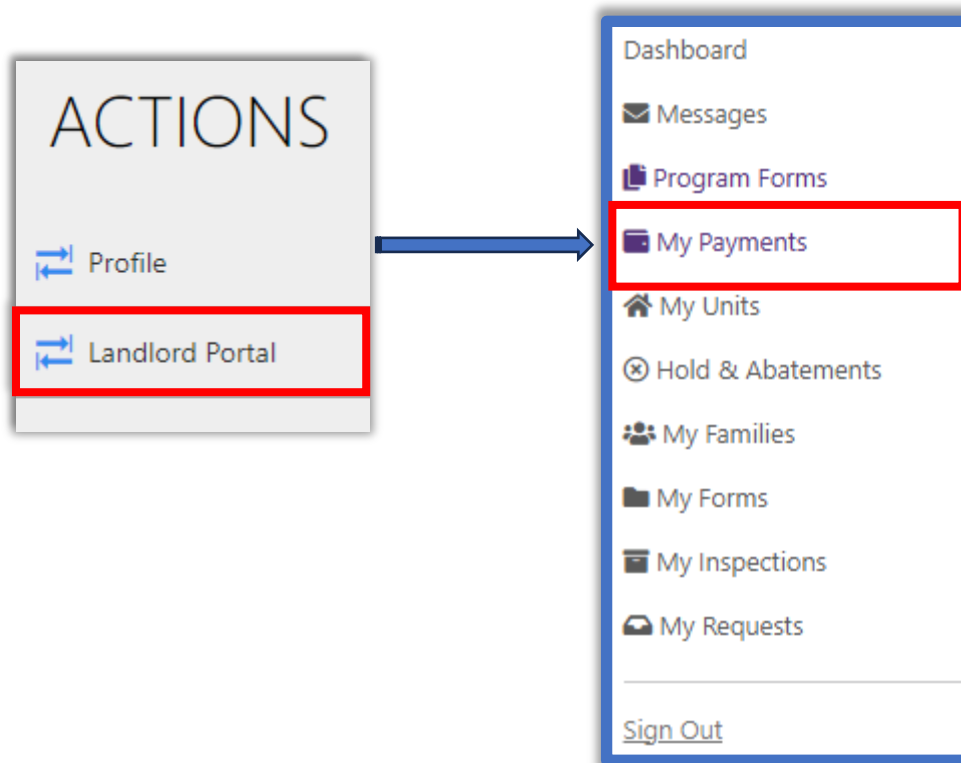 ACTIONS
Profile
Landlord Portal
Dashboard
Messages
Program Forms
My Payments
My Units
Hold & Abatements
My Families
My Forms
My Inspections
My Requests
Sign Out